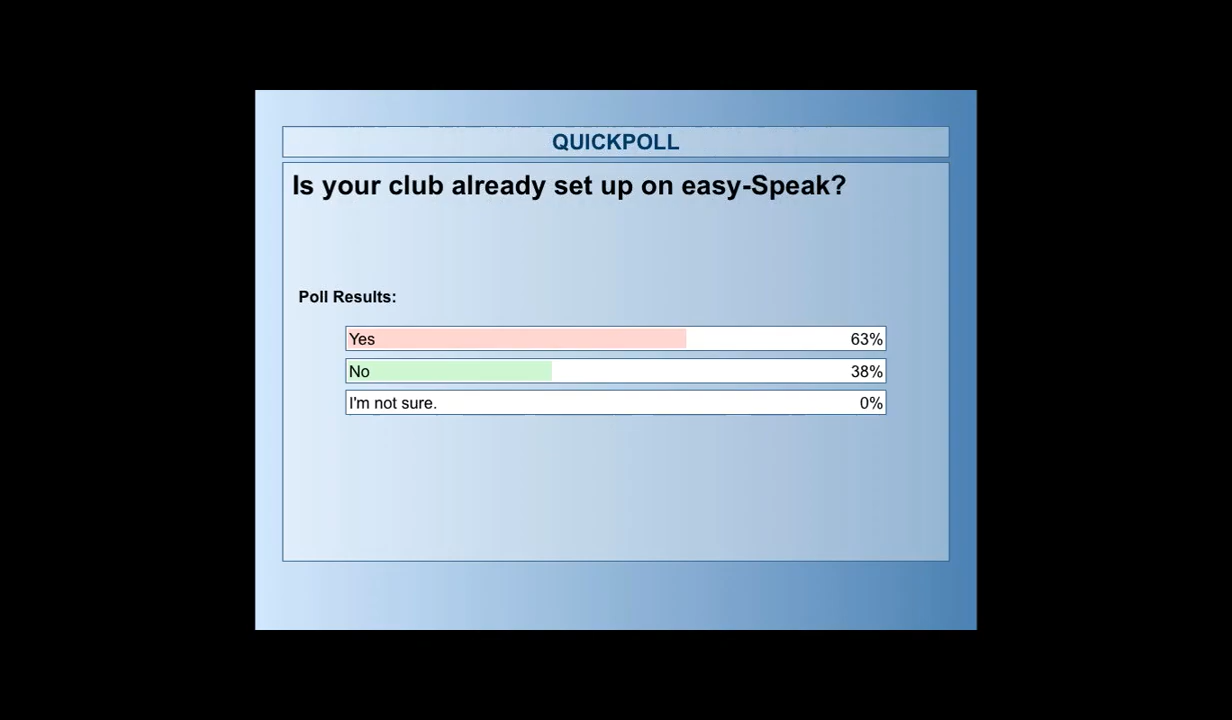 QUICKPOLL
Is your club already set up on easy-Speak?
Poll Results:
Yes 63%
No 38%
I'm not sure. 0%